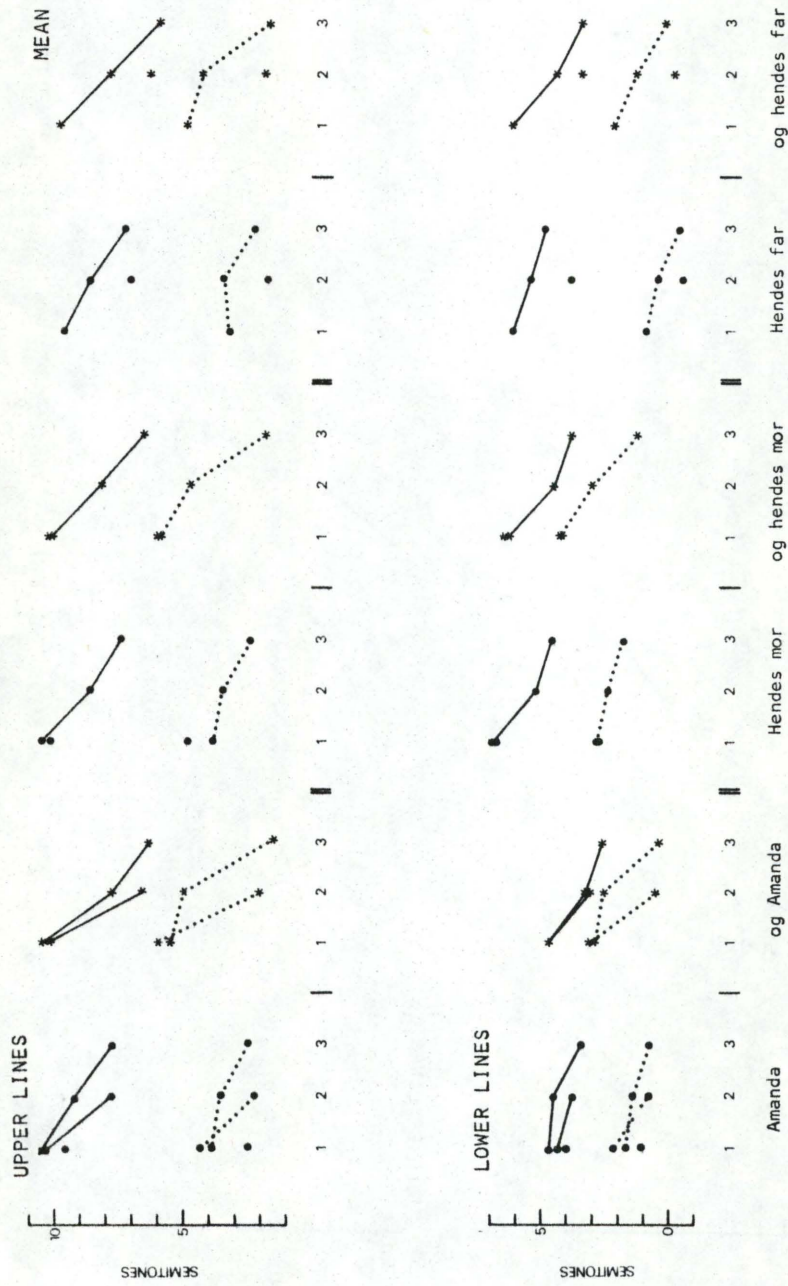 UPPER LINES
MEAN
SEMITONES
10
5
1 2 3 | 1 2 3 || 1 2 3 | 1 2 3 || 1 2 3 | 1 2 3
LOWER LINES
SEMITONES
5
0
1 2 3 | 1 2 3 || 1 2 3 | 1 2 3 || 1 2 3 | 1 2 3
Amanda og Amanda Hendes mor og hendes mor Hendes far og hendes far